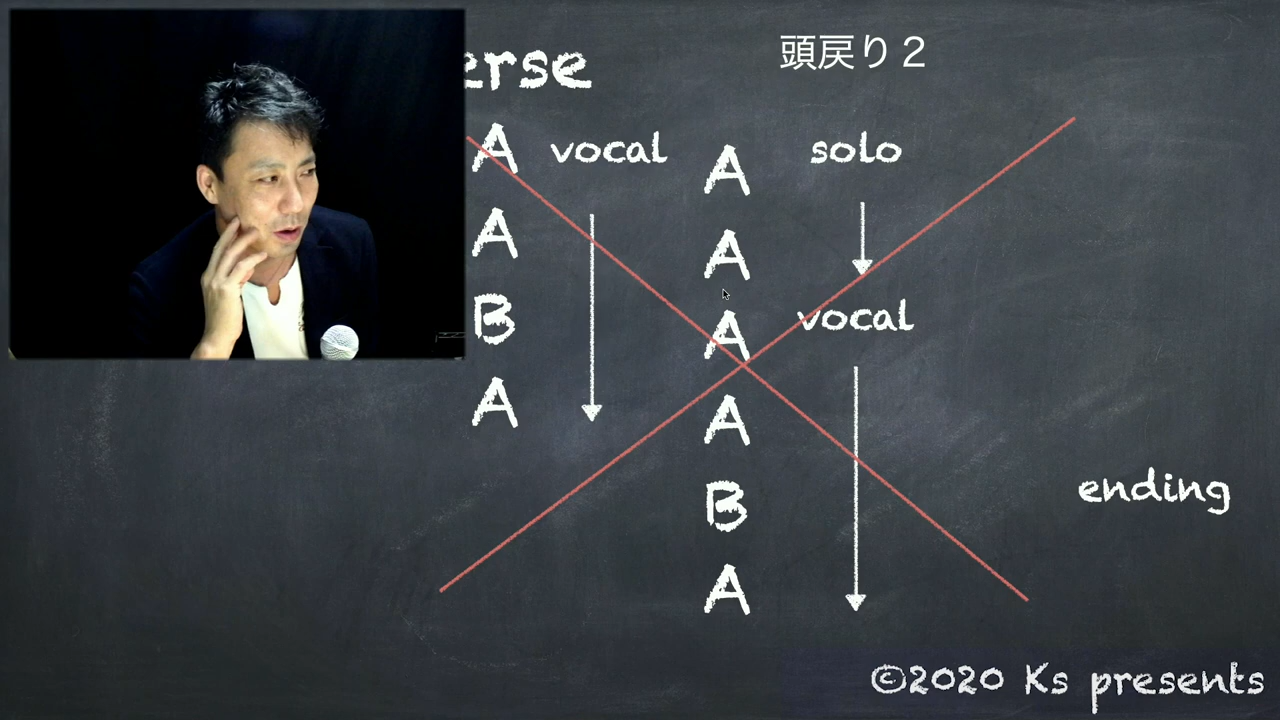 erse
頭戻り２
A vocal
A
B
A
A solo
A
A vocal
A
B
A
ending
©2020 Ks presents